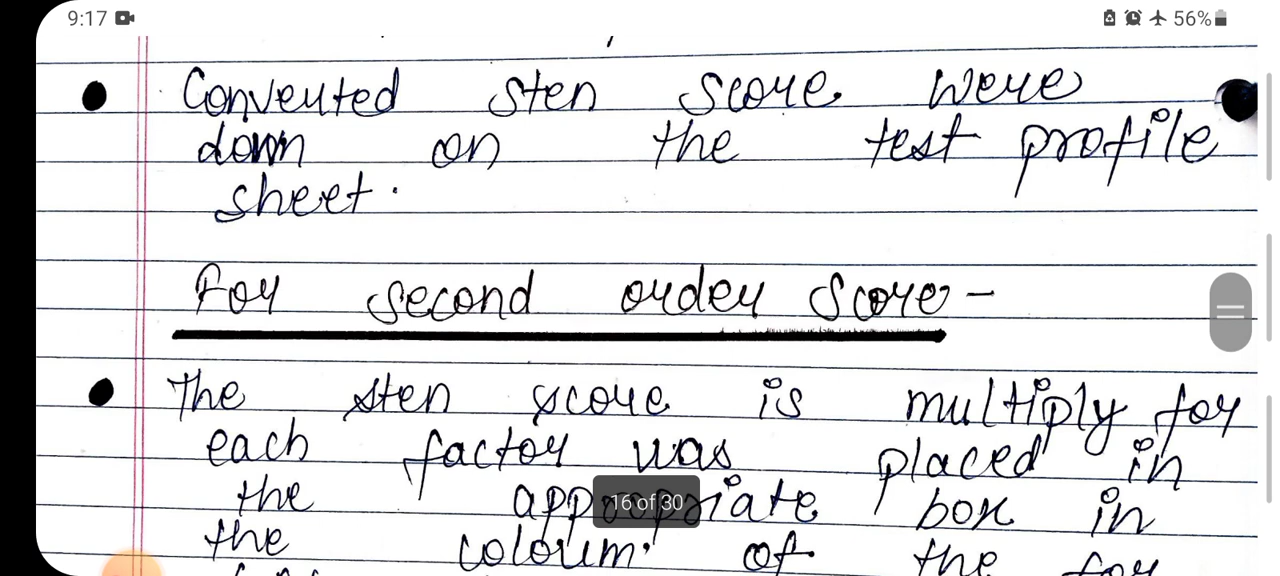 9:17
56%
Converted sten score were
down on the test profile
sheet.
For second order score -
The sten score is multiply for
each factor was placed in
the appropriate box in
16 of 30
the coloum. of the for